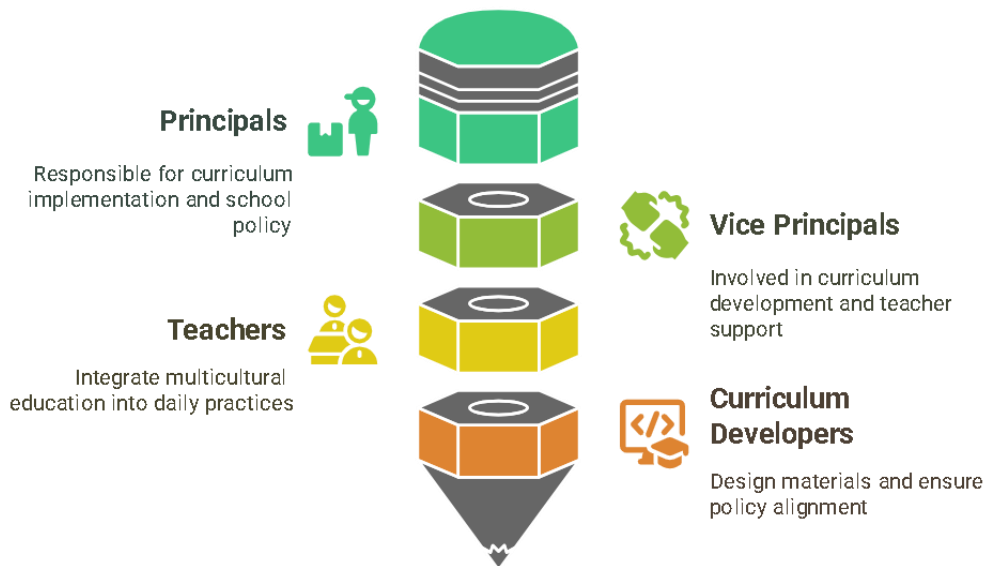 Principals
Responsible for curriculum
implementation and school
policy
Vice Principals
Involved in curriculum
development and teacher
support
Teachers
Integrate multicultural
education into daily practices
Curriculum
Developers
Design materials and ensure
policy alignment